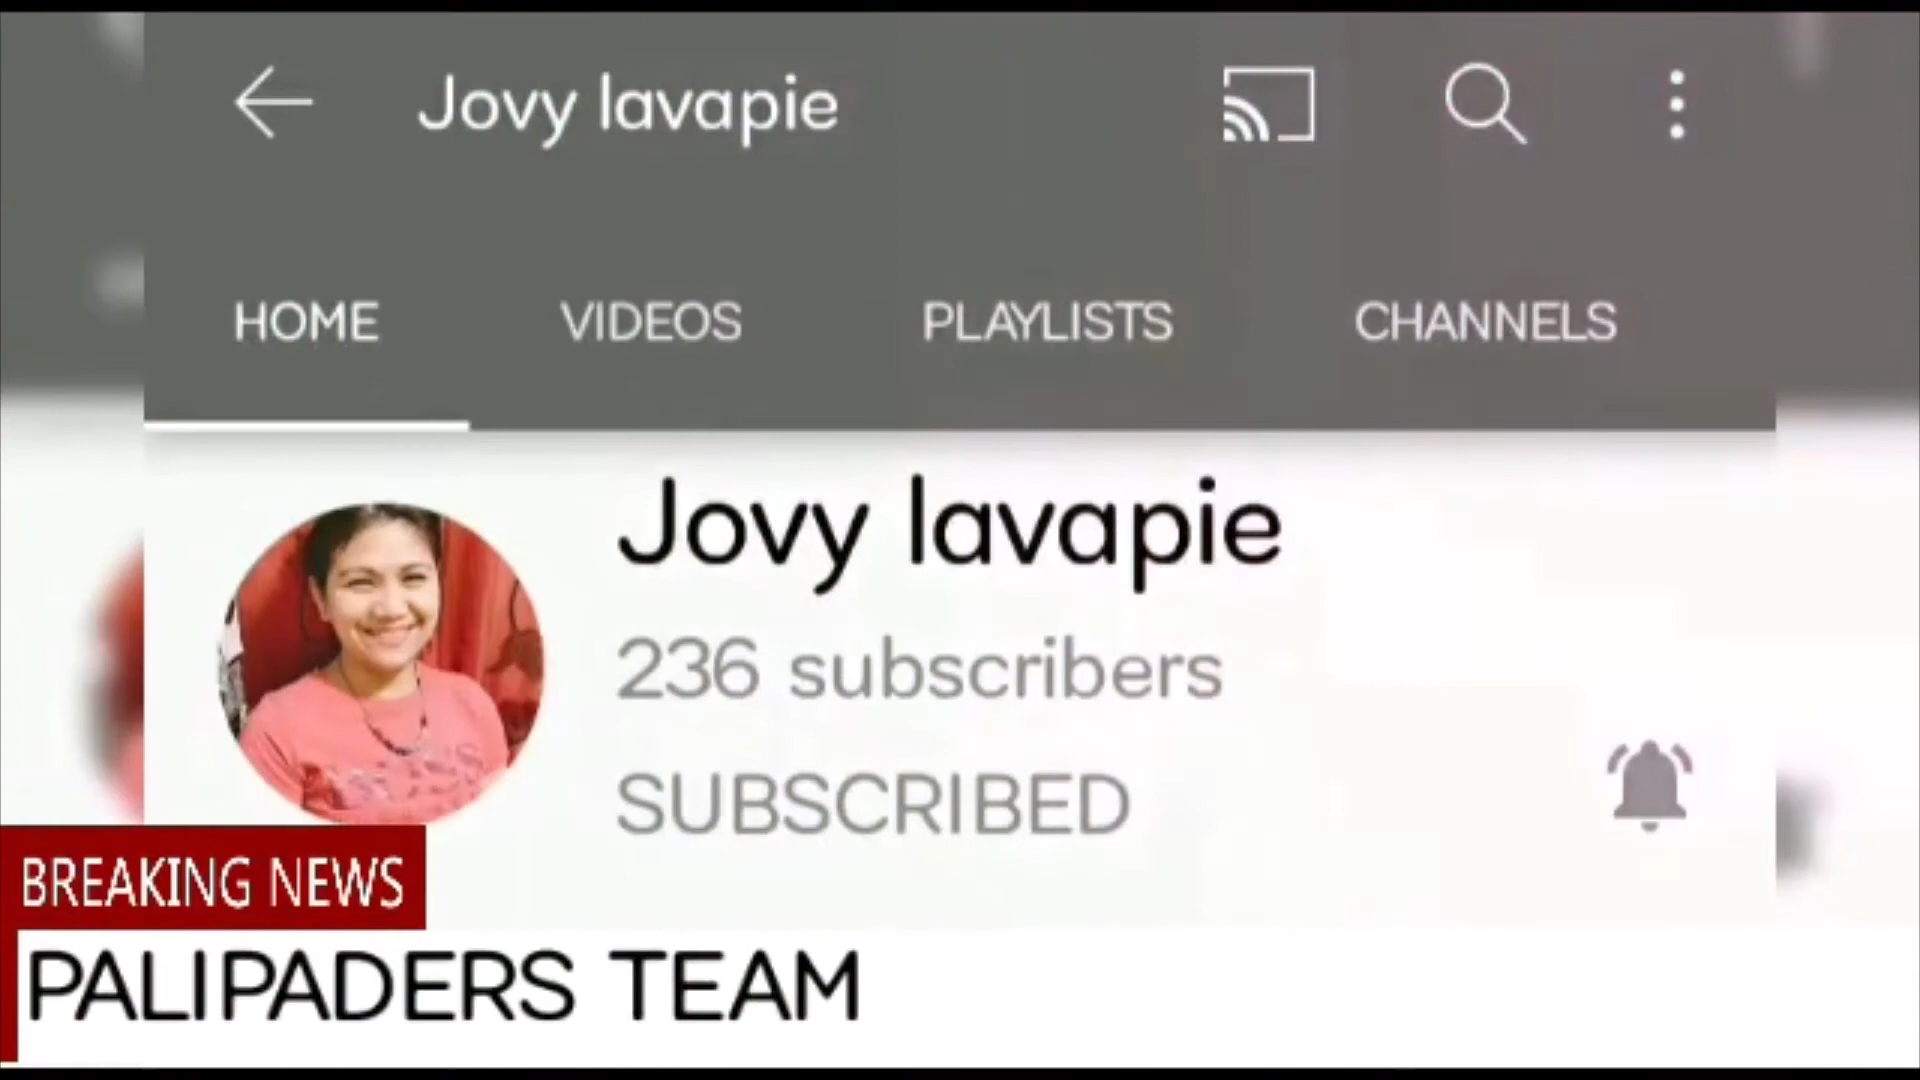 Jovy lavapie
HOME VIDEOS PLAYLISTS CHANNELS
Jovy lavapie
236 subscribers
SUBSCRIBED
BREAKING NEWS
PALIPADERS TEAM